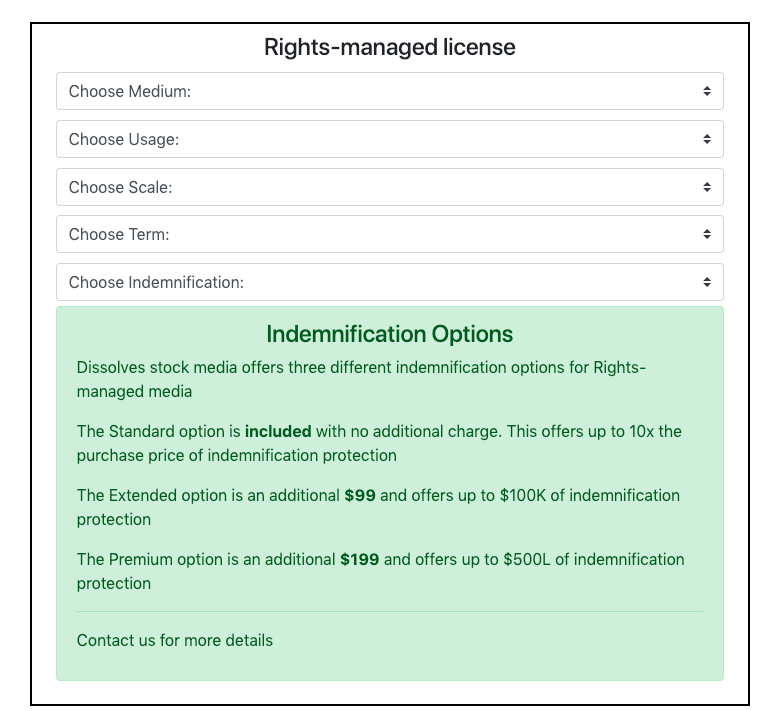 Rights-managed license
Choose Medium:
Choose Usage:
Choose Scale:
Choose Term:
Choose Indemnification:
Indemnification Options
Dissolves stock media offers three different indemnification options for Rights-
managed media
The Standard option is included with no additional charge. This offers up to 10x the
purchase price of indemnification protection
The Extended option is an additional $99 and offers up to $100K of indemnification
protection
The Premium option is an additional $199 and offers up to $500L of indemnification
protection
Contact us for more details